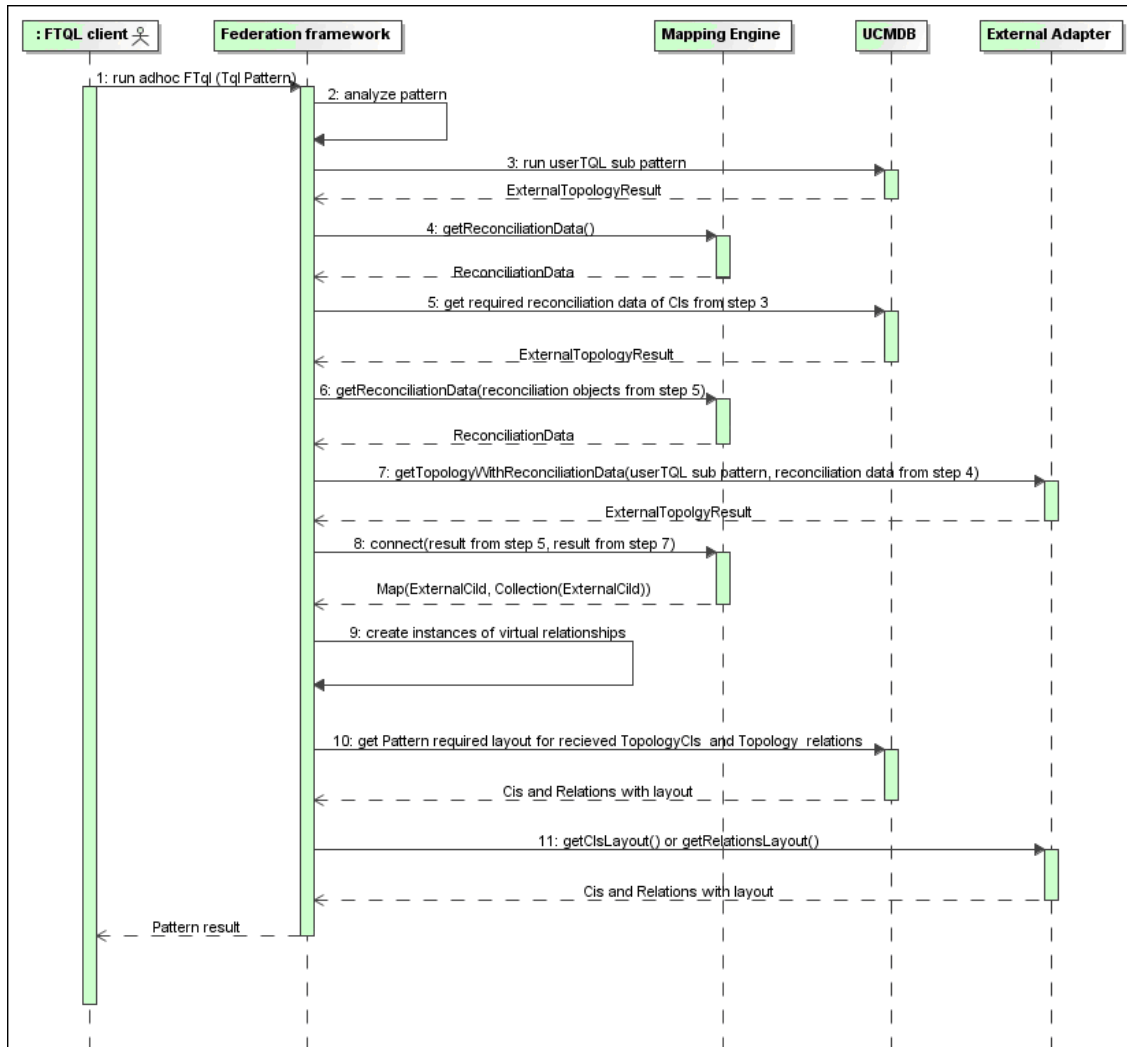 : FTQL client
Federation framework
Mapping Engine
UCMDB
External Adapter
1: run adhoc FTql (Tql Pattern)
2: analyze pattern
3: run userTQL sub pattern
ExternalTopologyResult
4: getReconciliationData()
ReconciliationData
5: get required reconciliation data of CIs from step 3
ExternalTopologyResult
6: getReconciliationData(reconciliation objects from step 5)
ReconciliationData
7: getTopologyWithReconciliationData(userTQL sub pattern, reconciliation data from step 4)
ExternalTopolgyResult
8: connect(result from step 5, result from step 7)
Map(ExternalCiId, Collection(ExternalCiId))
9: create instances of virtual relationships
10: get Pattern required layout for recieved TopologyCIs and Topology relations
Cis and Relations with layout
11: getCIsLayout() or getRelationsLayout()
Cis and Relations with layout
Pattern result